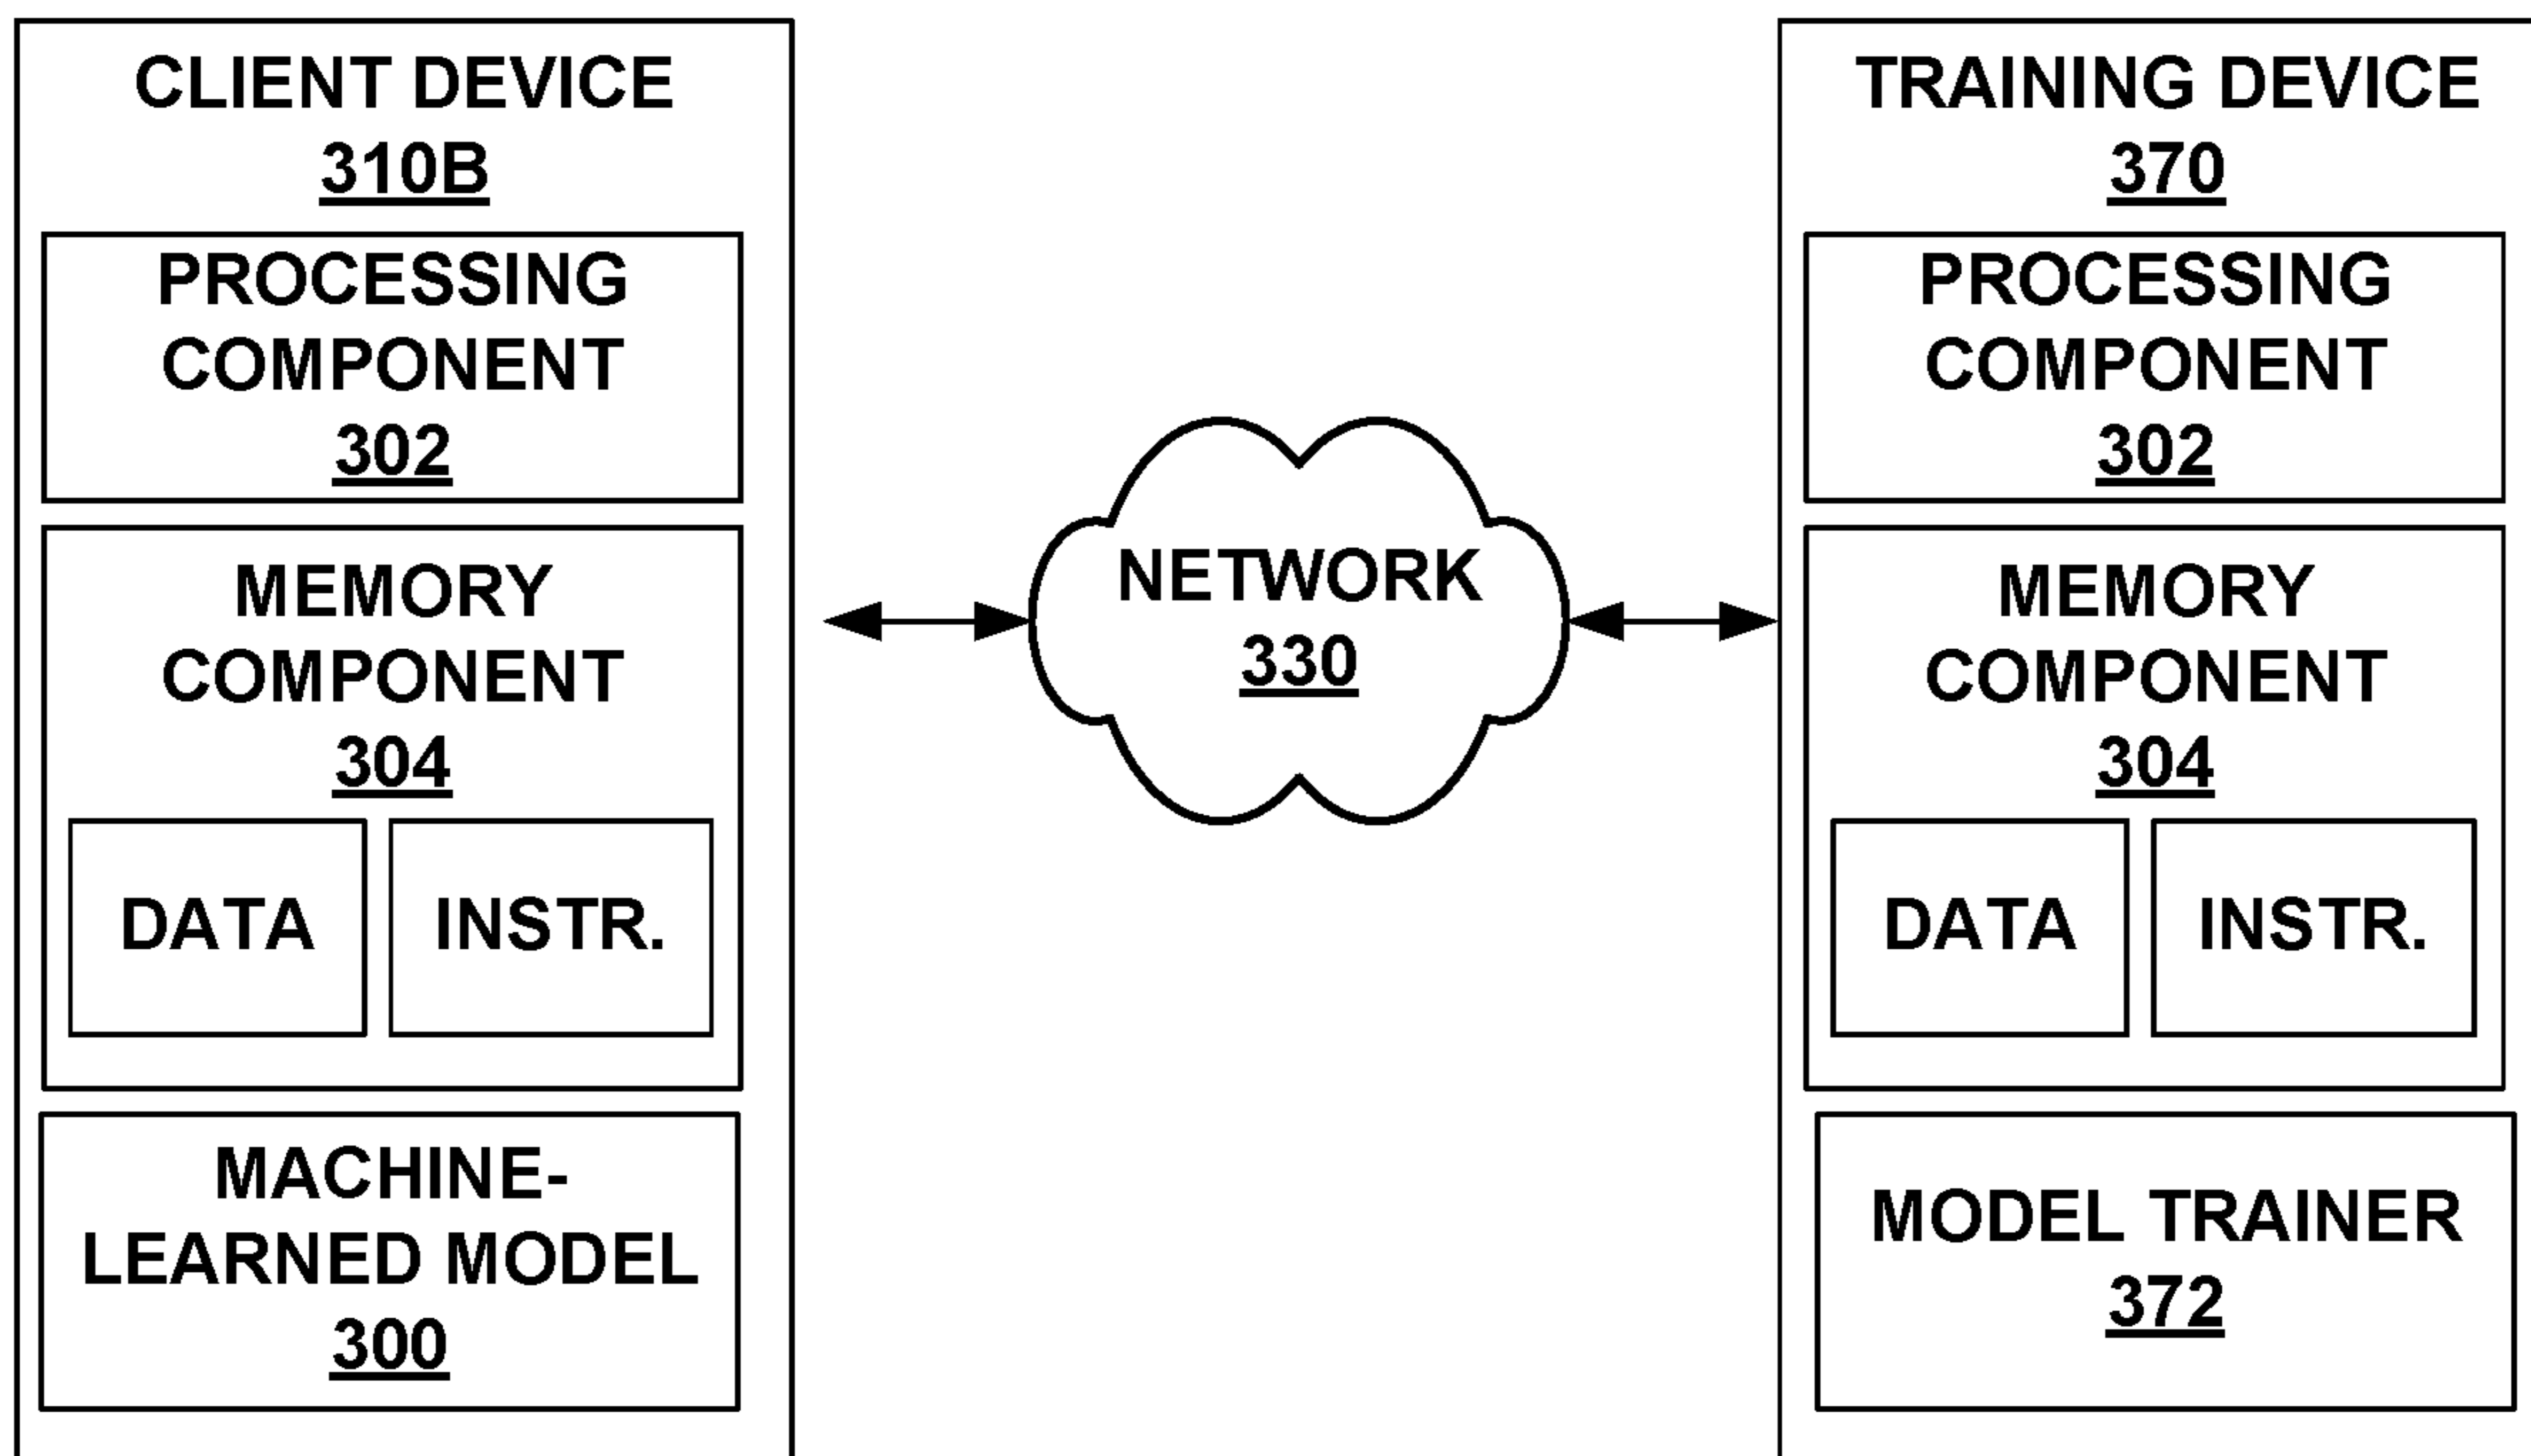 CLIENT DEVICE
310B
PROCESSING
COMPONENT
302
MEMORY
COMPONENT
304
DATA
INSTR.
MACHINE-
LEARNED MODEL
300
NETWORK
330
TRAINING DEVICE
370
PROCESSING
COMPONENT
302
MEMORY
COMPONENT
304
DATA
INSTR.
MODEL TRAINER
372